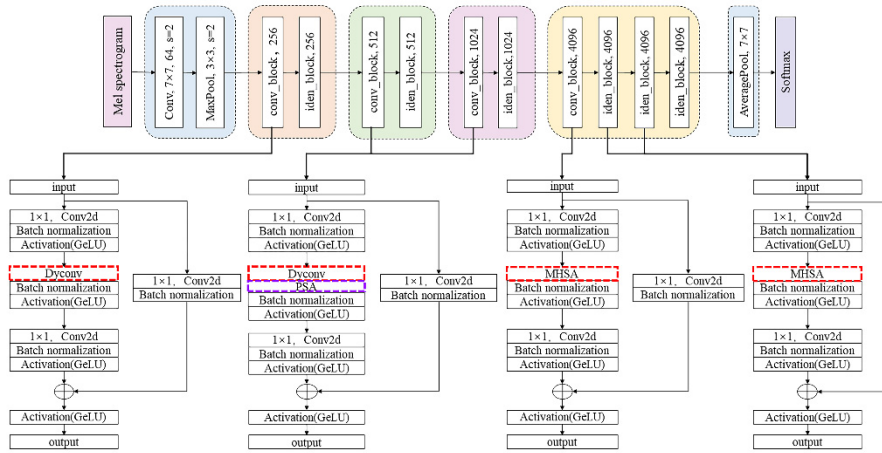 Mel spectrogram
Conv, 7×7, 64, s=2
MaxPool, 3×3, s=2
conv_block, 256
iden_block, 256
conv_block, 512
iden_block, 512
conv_block, 1024
iden_block,1024
conv_block, 4096
iden_block, 4096
iden_block, 4096
iden_block, 4096
AveragePool, 7×7
Softmax
input
1×1, Conv2d
Batch normalization
Activation(GeLU)
Dyconv
Batch normalization
Activation(GeLU)
1×1, Conv2d
Batch normalization
Activation(GeLU)
Activation(GeLU)
output
1×1, Conv2d
Batch normalization
input
1×1, Conv2d
Batch normalization
Activation(GeLU)
Dyconv
PSA
Batch normalization
Activation(GeLU)
1×1, Conv2d
Batch normalization
Activation(GeLU)
Activation(GeLU)
output
1×1, Conv2d
Batch normalization
input
1×1, Conv2d
Batch normalization
Activation(GeLU)
MHSA
Batch normalization
Activation(GeLU)
1×1, Conv2d
Batch normalization
Activation(GeLU)
Activation(GeLU)
output
1×1, Conv2d
Batch normalization
input
1×1, Conv2d
Batch normalization
Activation(GeLU)
MHSA
Batch normalization
Activation(GeLU)
1×1, Conv2d
Batch normalization
Activation(GeLU)
Activation(GeLU)
output